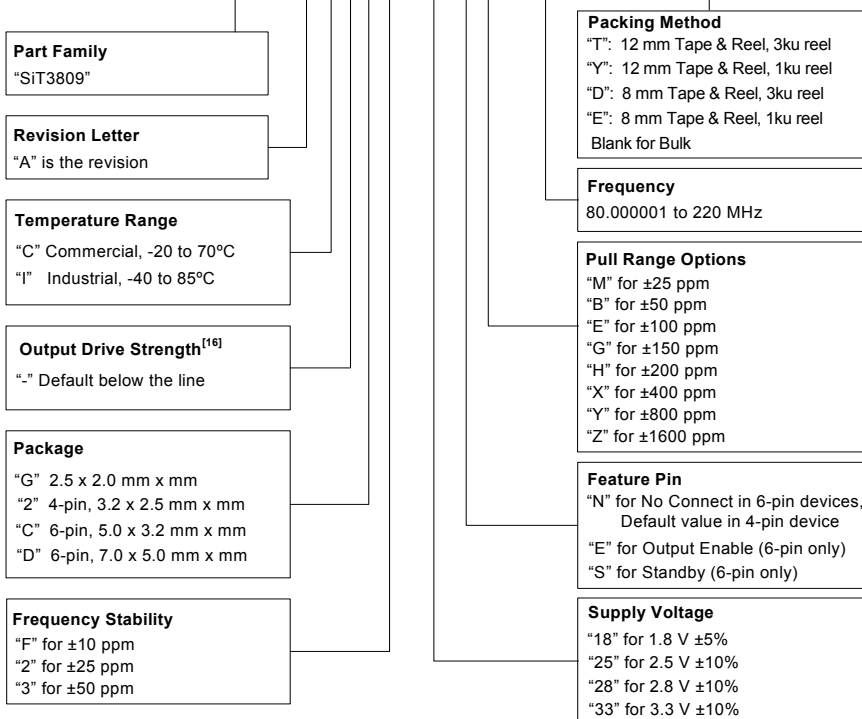 Part Family
“SiT3809”
Revision Letter
“A” is the revision
Temperature Range
“C” Commercial, -20 to 70ºC
“I” Industrial, -40 to 85ºC
Output Drive Strength[16]
“-” Default below the line
Package
“G” 2.5 x 2.0 mm x mm
“2” 4-pin, 3.2 x 2.5 mm x mm
“C” 6-pin, 5.0 x 3.2 mm x mm
“D” 6-pin, 7.0 x 5.0 mm x mm
Frequency Stability
“F” for ±10 ppm
“2” for ±25 ppm
“3” for ±50 ppm
Packing Method
“T”: 12 mm Tape & Reel, 3ku reel
“Y”: 12 mm Tape & Reel, 1ku reel
“D”: 8 mm Tape & Reel, 3ku reel
“E”: 8 mm Tape & Reel, 1ku reel
Blank for Bulk
Frequency
80.000001 to 220 MHz
Pull Range Options
“M” for ±25 ppm
“B” for ±50 ppm
“E” for ±100 ppm
“G” for ±150 ppm
“H” for ±200 ppm
“X” for ±400 ppm
“Y” for ±800 ppm
“Z” for ±1600 ppm
Feature Pin
“N” for No Connect in 6-pin devices,
Default value in 4-pin device
“E” for Output Enable (6-pin only)
“S” for Standby (6-pin only)
Supply Voltage
“18” for 1.8 V ±5%
“25” for 2.5 V ±10%
“28” for 2.8 V ±10%
“33” for 3.3 V ±10%